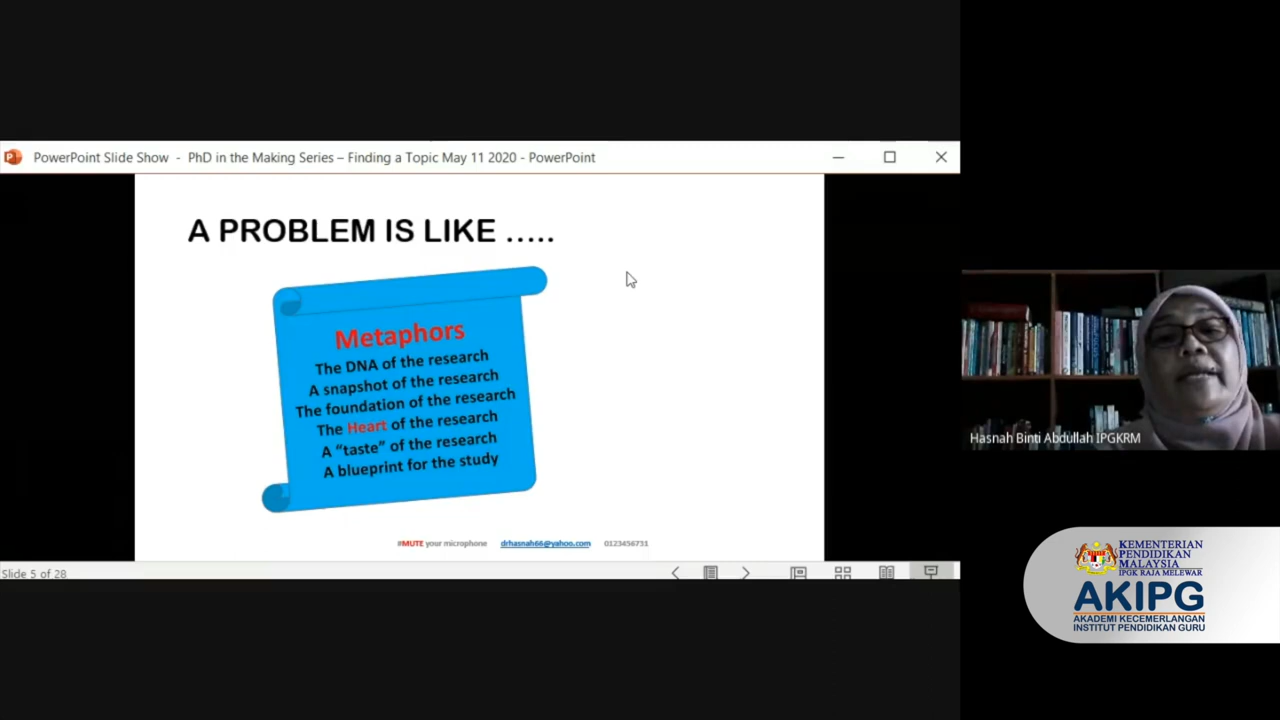 PowerPoint Slide Show - PhD in the Making Series – Finding a Topic May 11 2020 - PowerPoint
A PROBLEM IS LIKE …..
Metaphors
The DNA of the research
A snapshot of the research
The foundation of the research
The Heart of the research
A “taste” of the research
A blueprint for the study
#MUTE your microphone drhasnah66@yahoo.com 0123456731
Slide 5 of 28
Hasnah Binti Abdullah IPGKRM
KEMENTERIAN
PENDIDIKAN
MALAYSIA
IPGK RAJA MELEWAR
AKIPG
AKADEMI KECEMERLANGAN
INSTITUT PENDIDIKAN GURU